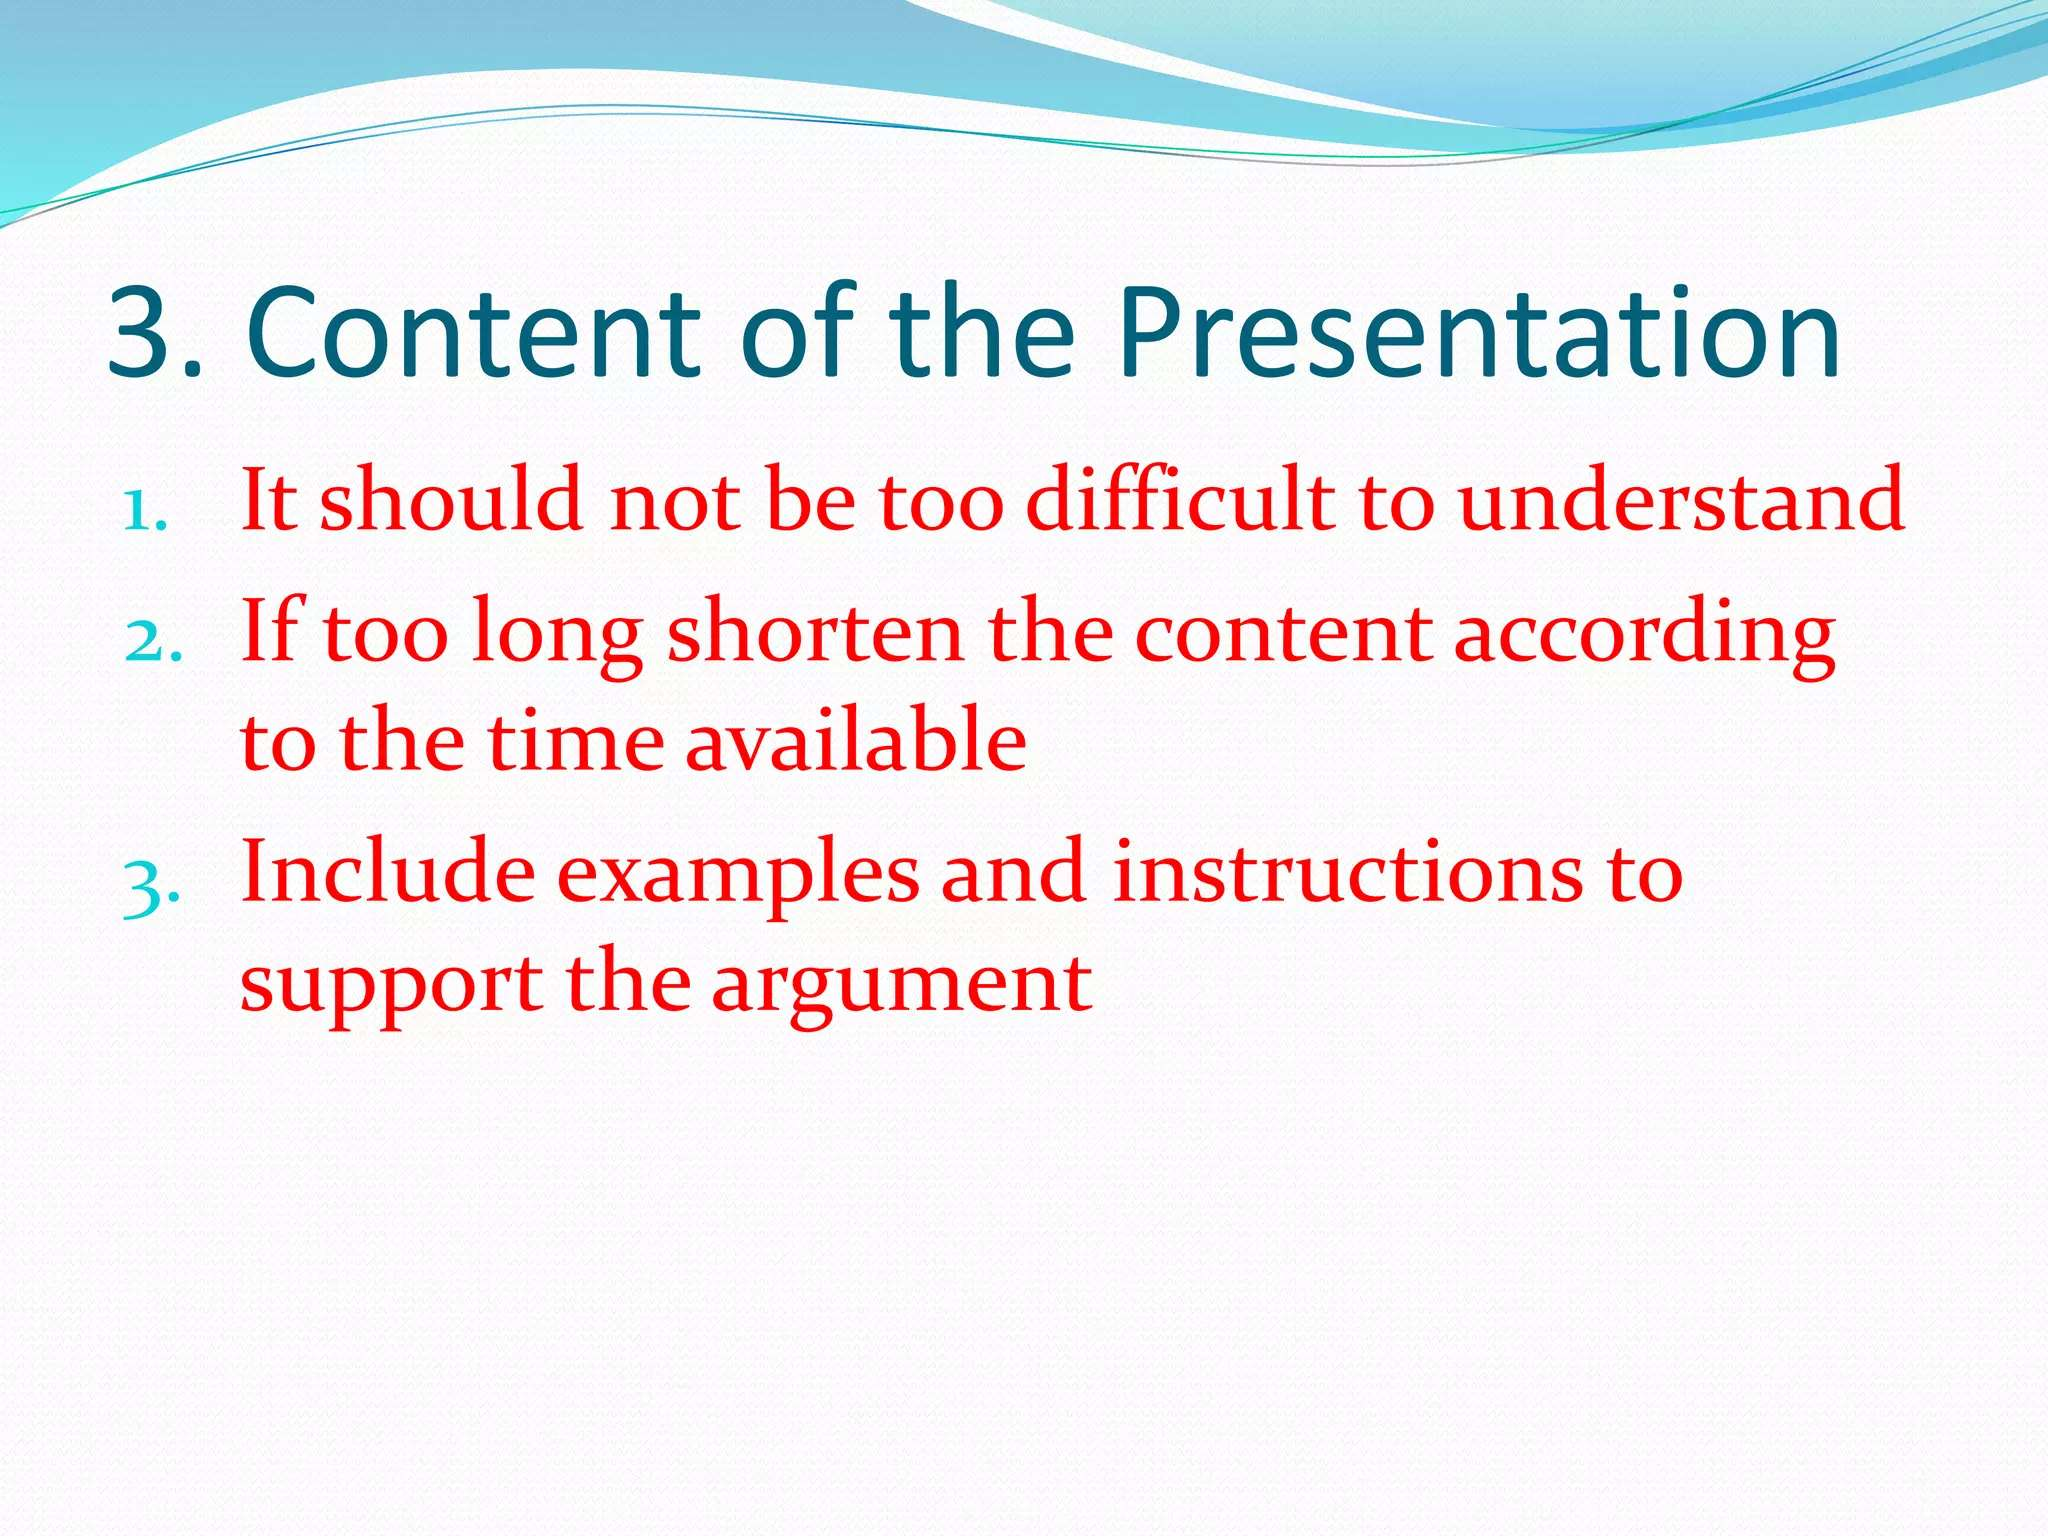 3. Content of the Presentation
1. It should not be too difficult to understand
2. If too long shorten the content according
to the time available
3. Include examples and instructions to
support the argument